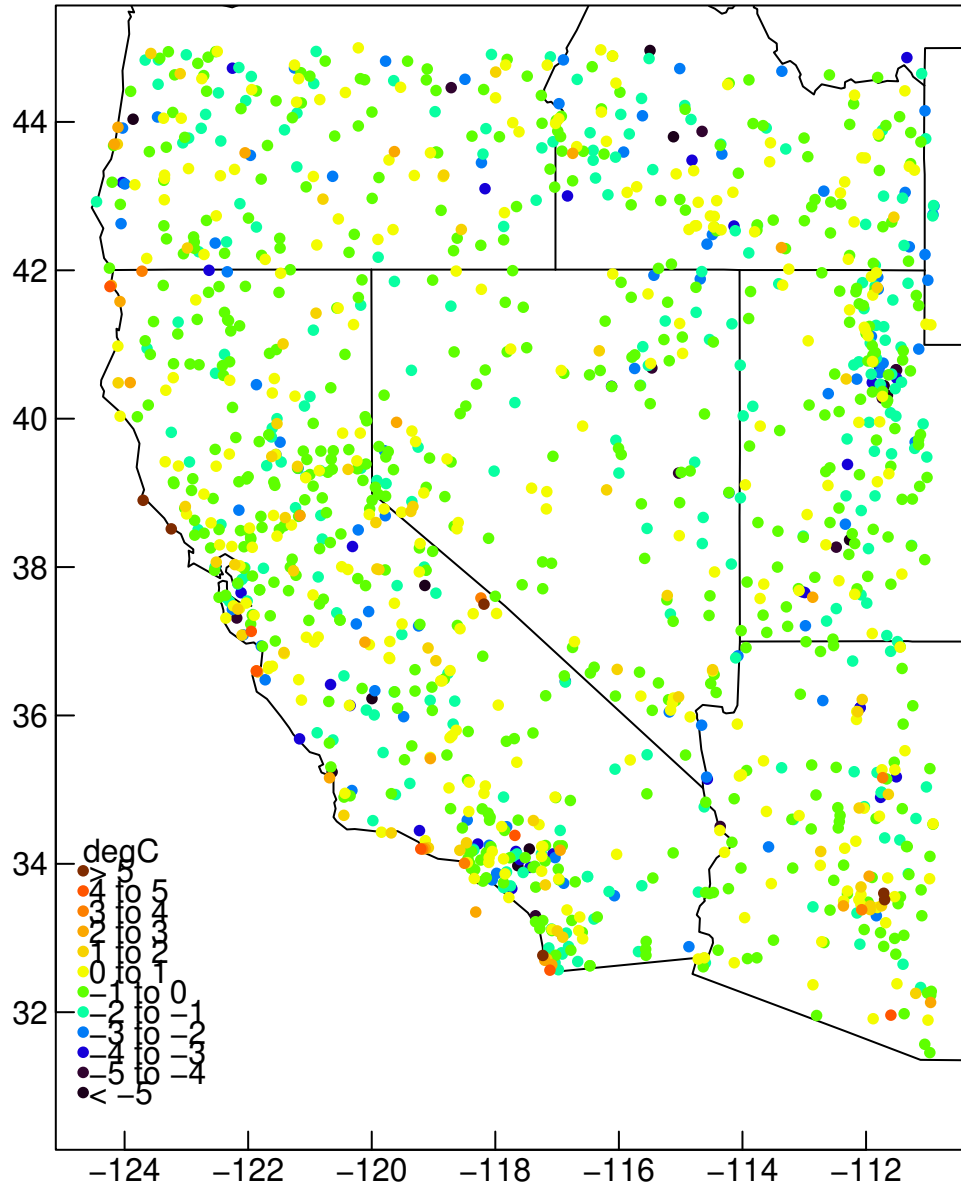 44
42
40
38
36
34
32
degC
> 5
4 to 5
3 to 4
2 to 3
1 to 2
0 to 1
−1 to 0
−2 to −1
−3 to −2
−4 to −3
−5 to −4
< −5
−124 −122 −120 −118 −116 −114 −112